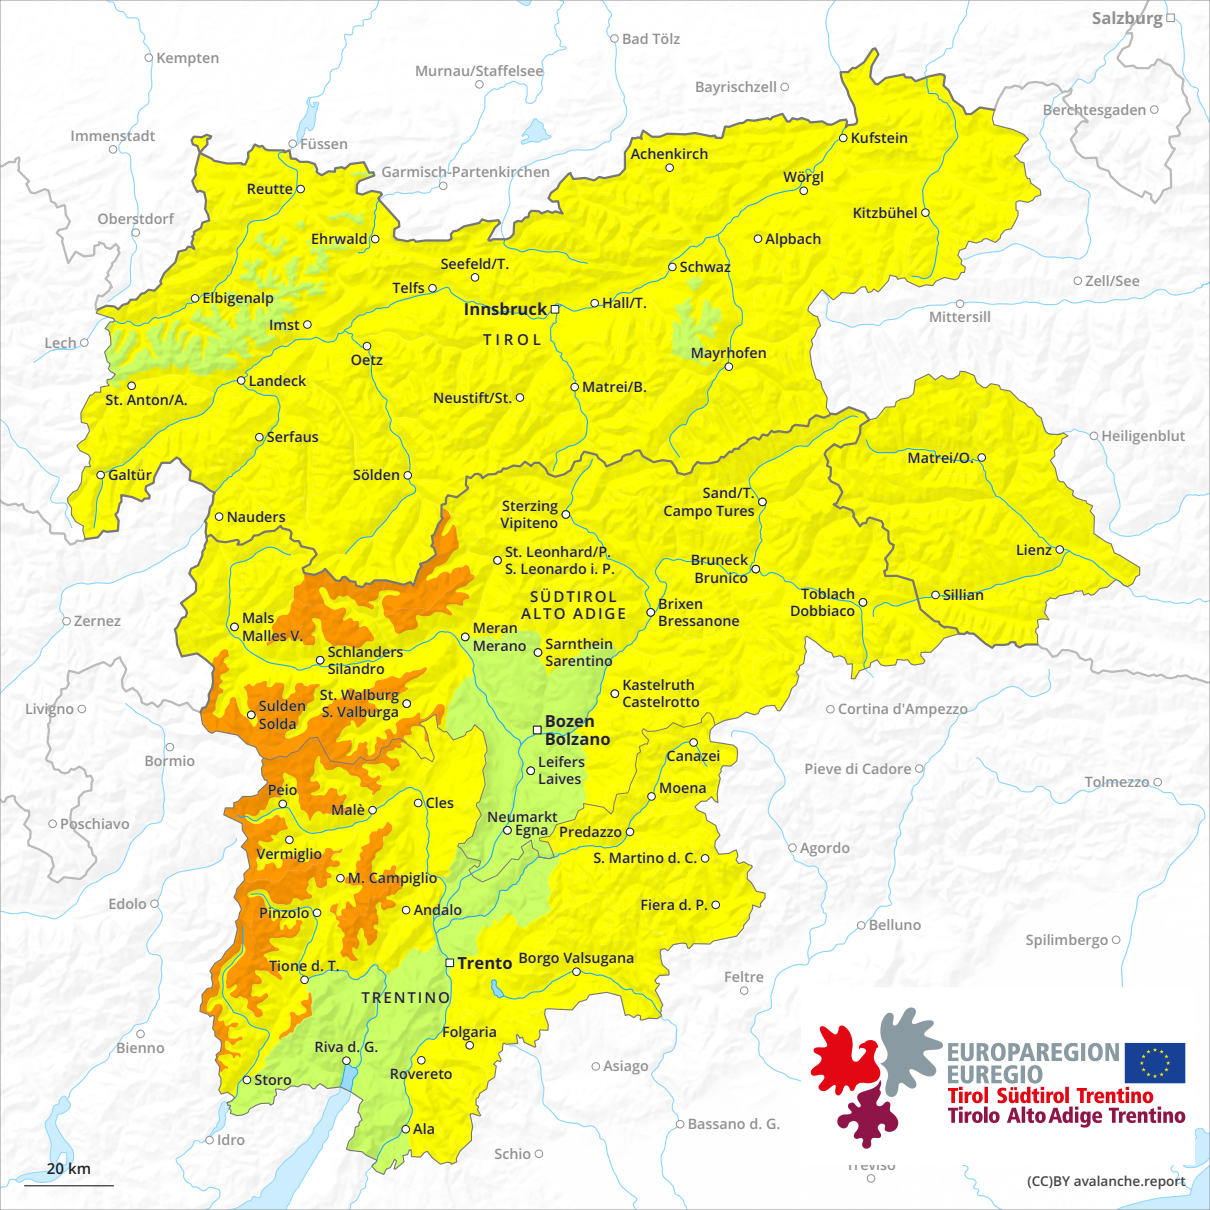 Salzburg
Bad Tölz
Kempten
Murnau/Staffelsee
Bayrischzell
Berchtesgaden
Immenstadt
Füssen
Kufstein
Achenkirch
Garmisch-Partenkirchen
Wörgl
Reutte
Oberstdorf
Kitzbühel
Ehrwald
Alpbach
Seefeld/T.
Schwaz
Zell/See
Telfs
Elbigenalp
Hall/T.
Innsbruck
Mittersill
Imst
TIROL
Lech
Oetz
Mayrhofen
Landeck
Matrei/B.
St. Anton/A.
Neustift/St.
Serfaus
Heiligenblut
Matrei/O.
Galtür
Sölden
Sand/T.
Campo Tures
Sterzing
Vipiteno
Nauders
St. Leonhard/P.
S. Leonardo i. P.
Lienz
Bruneck
Brunico
SÜDTIROL
ALTO ADIGE
Toblach
Dobbiaco
Sillian
Brixen
Bressanone
Zernez
Mals
Malles V.
Meran
Merano
Sarnthein
Sarentino
Schlanders
Silandro
St. Walburg
S. Valburga
Kastelruth
Castelrotto
Livigno
Sulden
Solda
Cortina d'Ampezzo
Bozen
Bolzano
Bormio
Canazei
Leifers
Laives
Pieve di Cadore
Tolmezzo
Peio
Moena
Malè
Cles
Neumarkt
Egna
Poschiavo
Predazzo
Vermiglio
Agordo
S. Martino d. C.
M. Campiglio
Edolo
Pinzolo
Andalo
Fiera d. P.
Belluno
Spilimbergo
Tione d. T.
Trento
Borgo Valsugana
Feltre
TRENTINO
Bienno
Folgaria
Riva d. G.
Rovereto
Asiago
Storo
EUROPAREGION
EUREGIO
Tirol Südtirol Trentino
Tirolo Alto Adige Trentino
Idro
Ala
Bassano d. G.
Schio
Treviso
20 km
(CC)BY avalanche.report